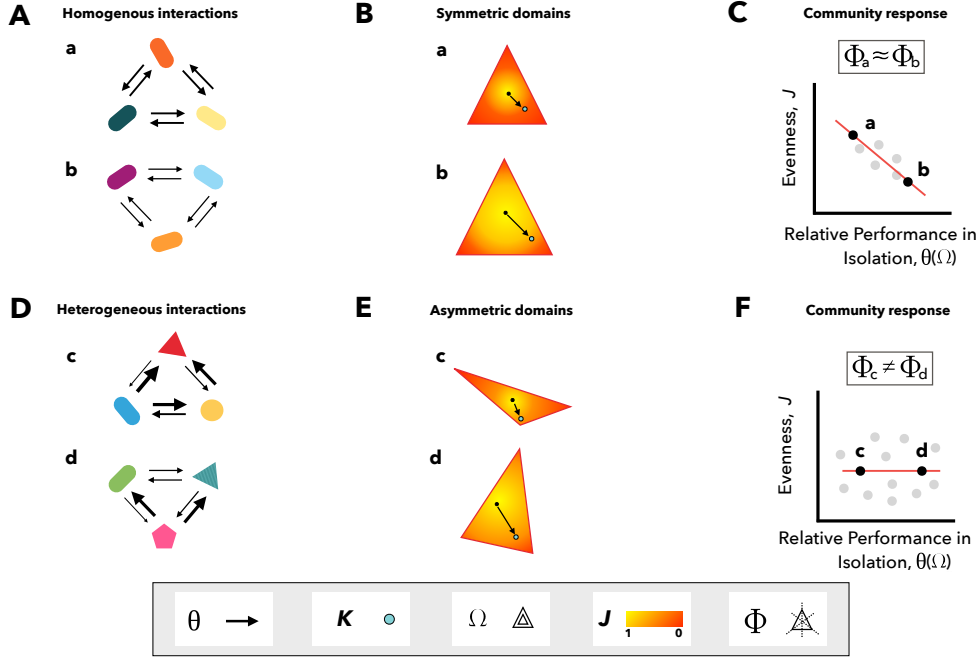 A
Homogenous interactions
a
b
B
Symmetric domains
a
b
C
Community response
Φa ≈ Φb
Evenness, J
a
b
Relative Performance in
Isolation, θ(Ω)
D
Heterogeneous interactions
c
d
E
Asymmetric domains
c
d
F
Community response
Φc ≠ Φd
Evenness, J
c
d
Relative Performance in
Isolation, θ(Ω)
θ
K
Ω
J
1 0
Φ